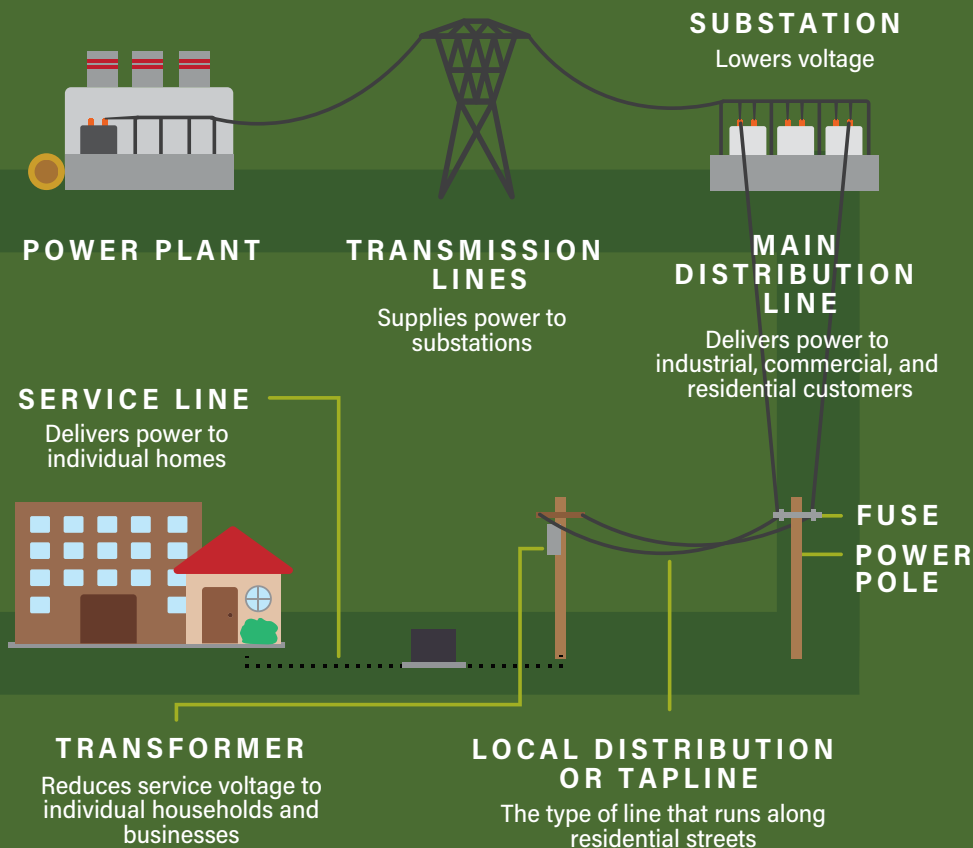 SUBSTATION
Lowers voltage
POWER PLANT
TRANSMISSION
LINES
Supplies power to
substations
MAIN
DISTRIBUTION
LINE
Delivers power to
industrial, commercial, and
residential customers
SERVICE LINE
Delivers power to
individual homes
FUSE
POWER
POLE
TRANSFORMER
Reduces service voltage to
individual households and
businesses
LOCAL DISTRIBUTION
OR TAPLINE
The type of line that runs along
residential streets